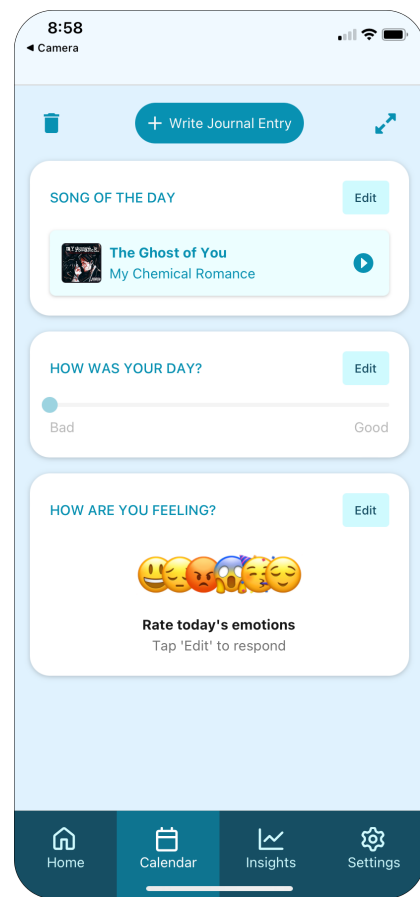 8:58
◀ Camera
+ Write Journal Entry
SONG OF THE DAY
Edit
The Ghost of You
My Chemical Romance
HOW WAS YOUR DAY?
Edit
Bad
Good
HOW ARE YOU FEELING?
Edit
Rate today's emotions
Tap 'Edit' to respond
Home
Calendar
Insights
Settings